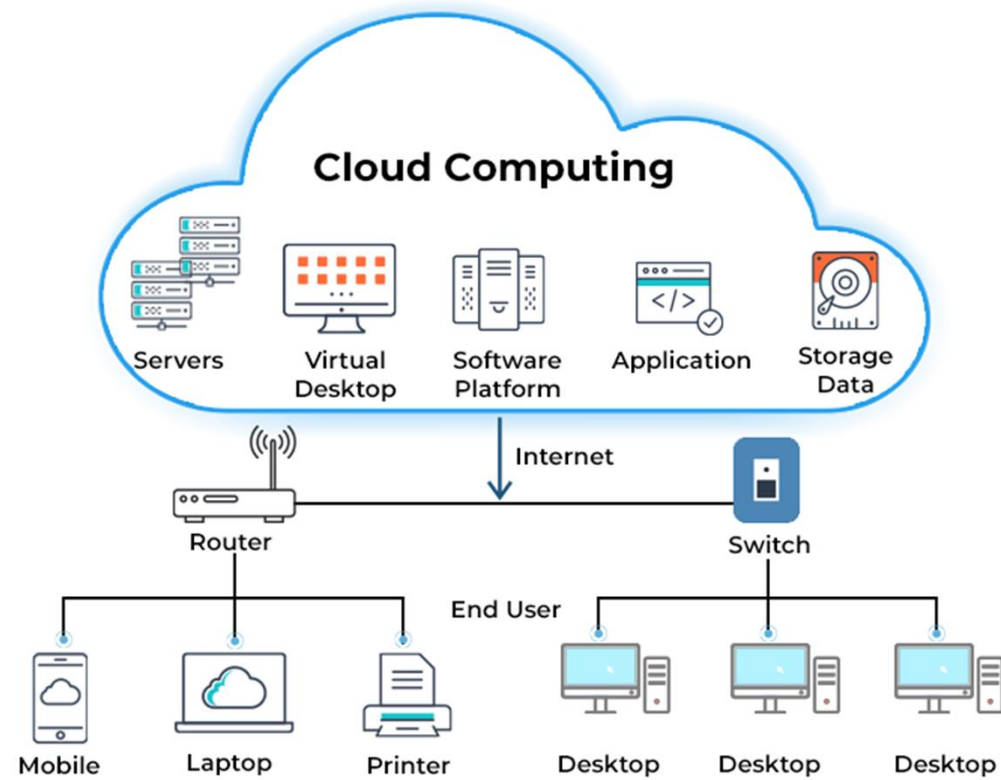 Cloud Computing
Servers
Virtual
Desktop
Software
Platform
Application
Storage
Data
Internet
Router
Switch
End User
Mobile
Laptop
Printer
Desktop
Desktop
Desktop